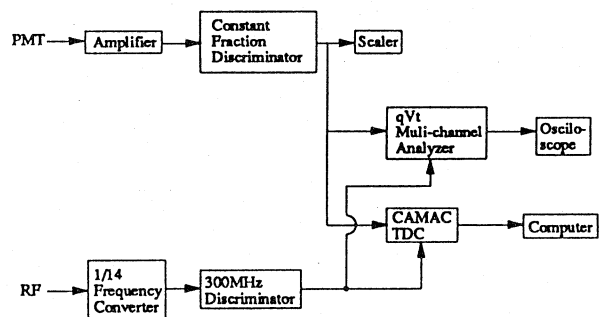 PMT
Amplifier
Constant
Fraction
Discriminator
Scaler
qVt
Muli-channel
Analyzer
Oscilo-
scope
CAMAC
TDC
Computer
RF
1/14
Frequency
Converter
300MHz
Discriminator